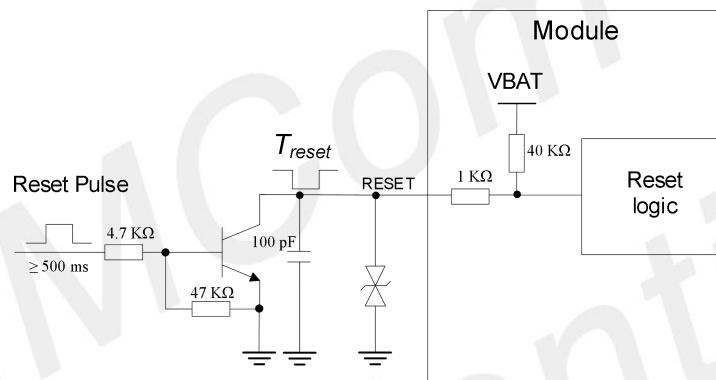 Module
VBAT
T_reset
40 KΩ
Reset Pulse
RESET
1 KΩ
Reset logic
4.7 KΩ
100 pF
≥ 500 ms
47 KΩ